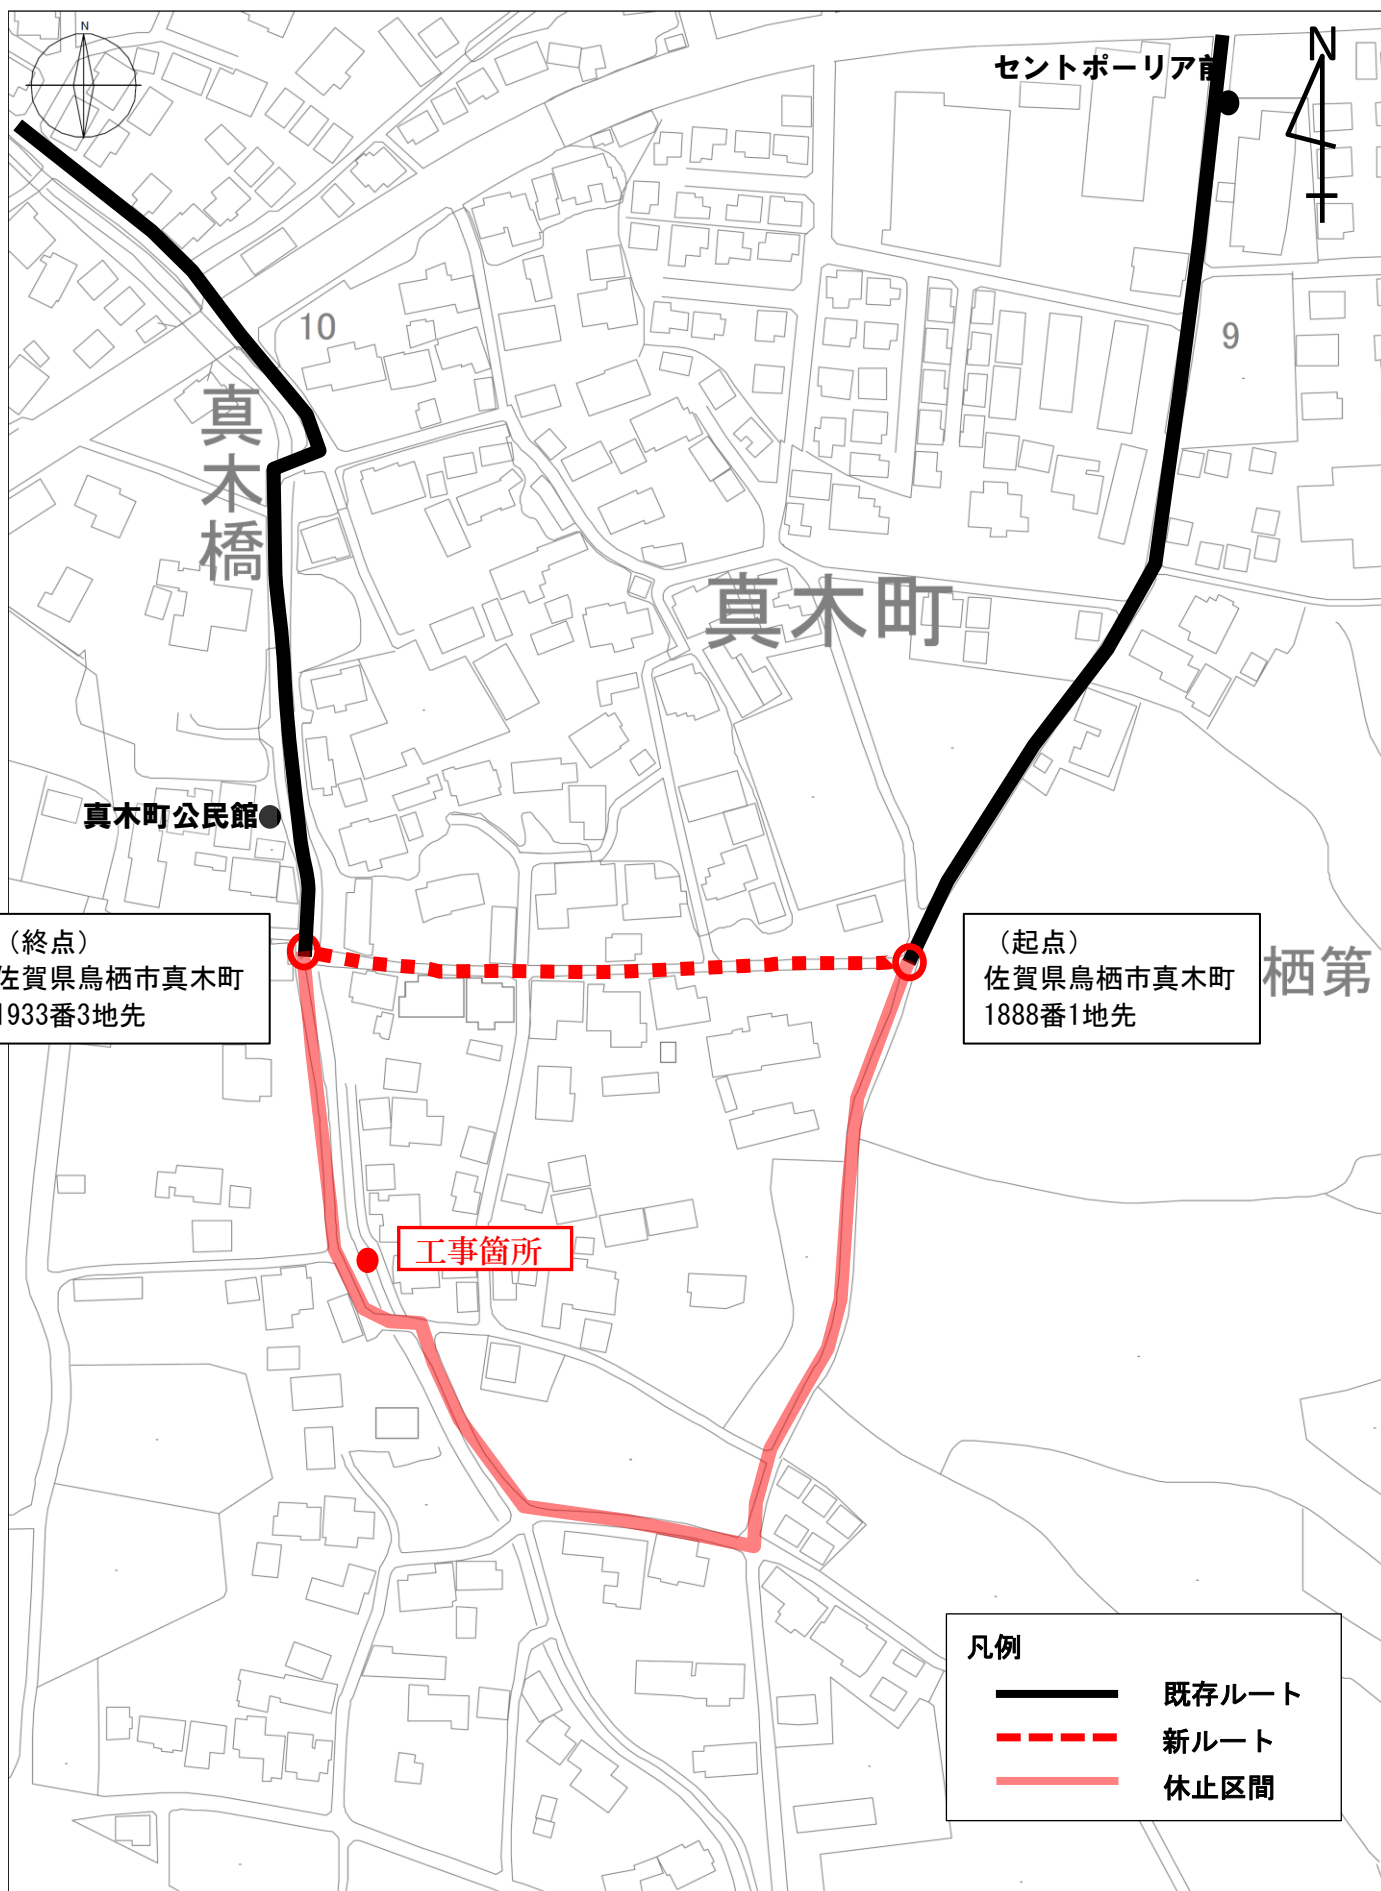 N
N
セントポーリア前
10
9
真木橋
真木町
真木町公民館
（終点）
佐賀県鳥栖市真木町
1933番3地先
（起点）
佐賀県鳥栖市真木町
1888番1地先
栖第
工事箇所
凡例
既存ルート
新ルート
休止区間